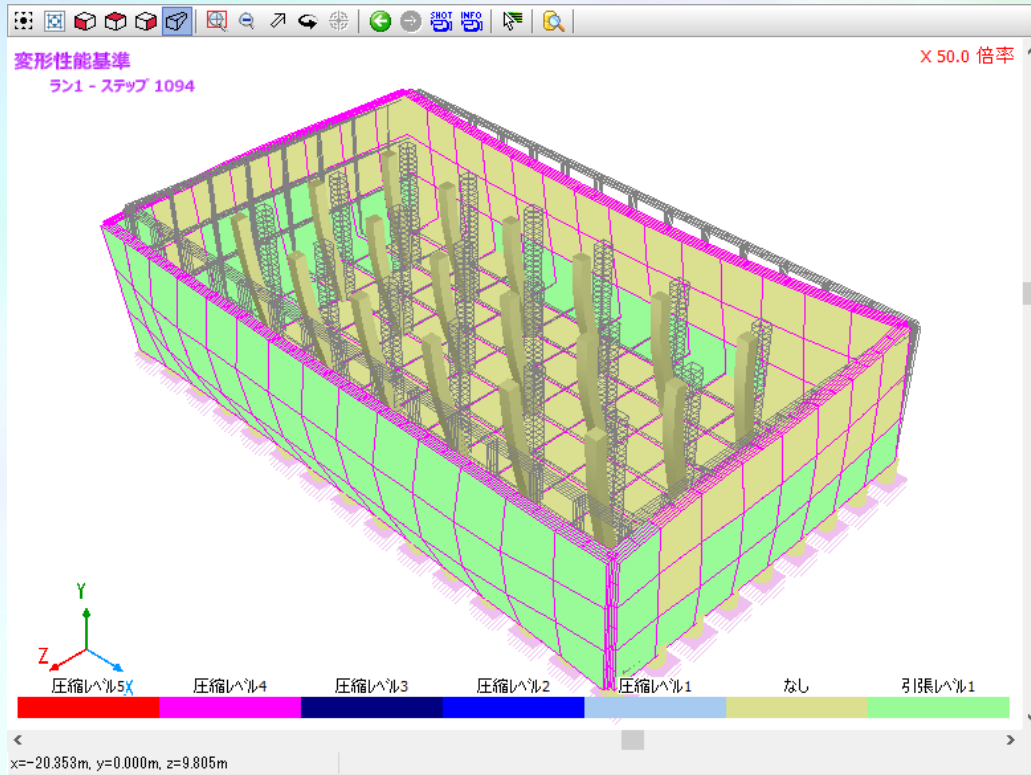 SHOT INFO
変形性能基準
X 50.0 倍率
ラン1 - ステップ 1094
Y
Z
X
圧縮レベル5 圧縮レベル4 圧縮レベル3 圧縮レベル2 圧縮レベル1 なし 引張レベル1
x=-20.353m, y=0.000m, z=9.805m